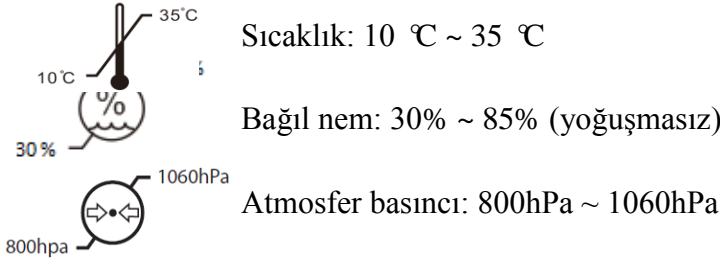 35°C
Sıcaklık: 10 ℃ ~ 35 ℃
10°C
%
%
Bağıl nem: 30% ~ 85% (yoğuşmasız)
30%
1060hPa
Atmosfer basıncı: 800hPa ~ 1060hPa
800hpa